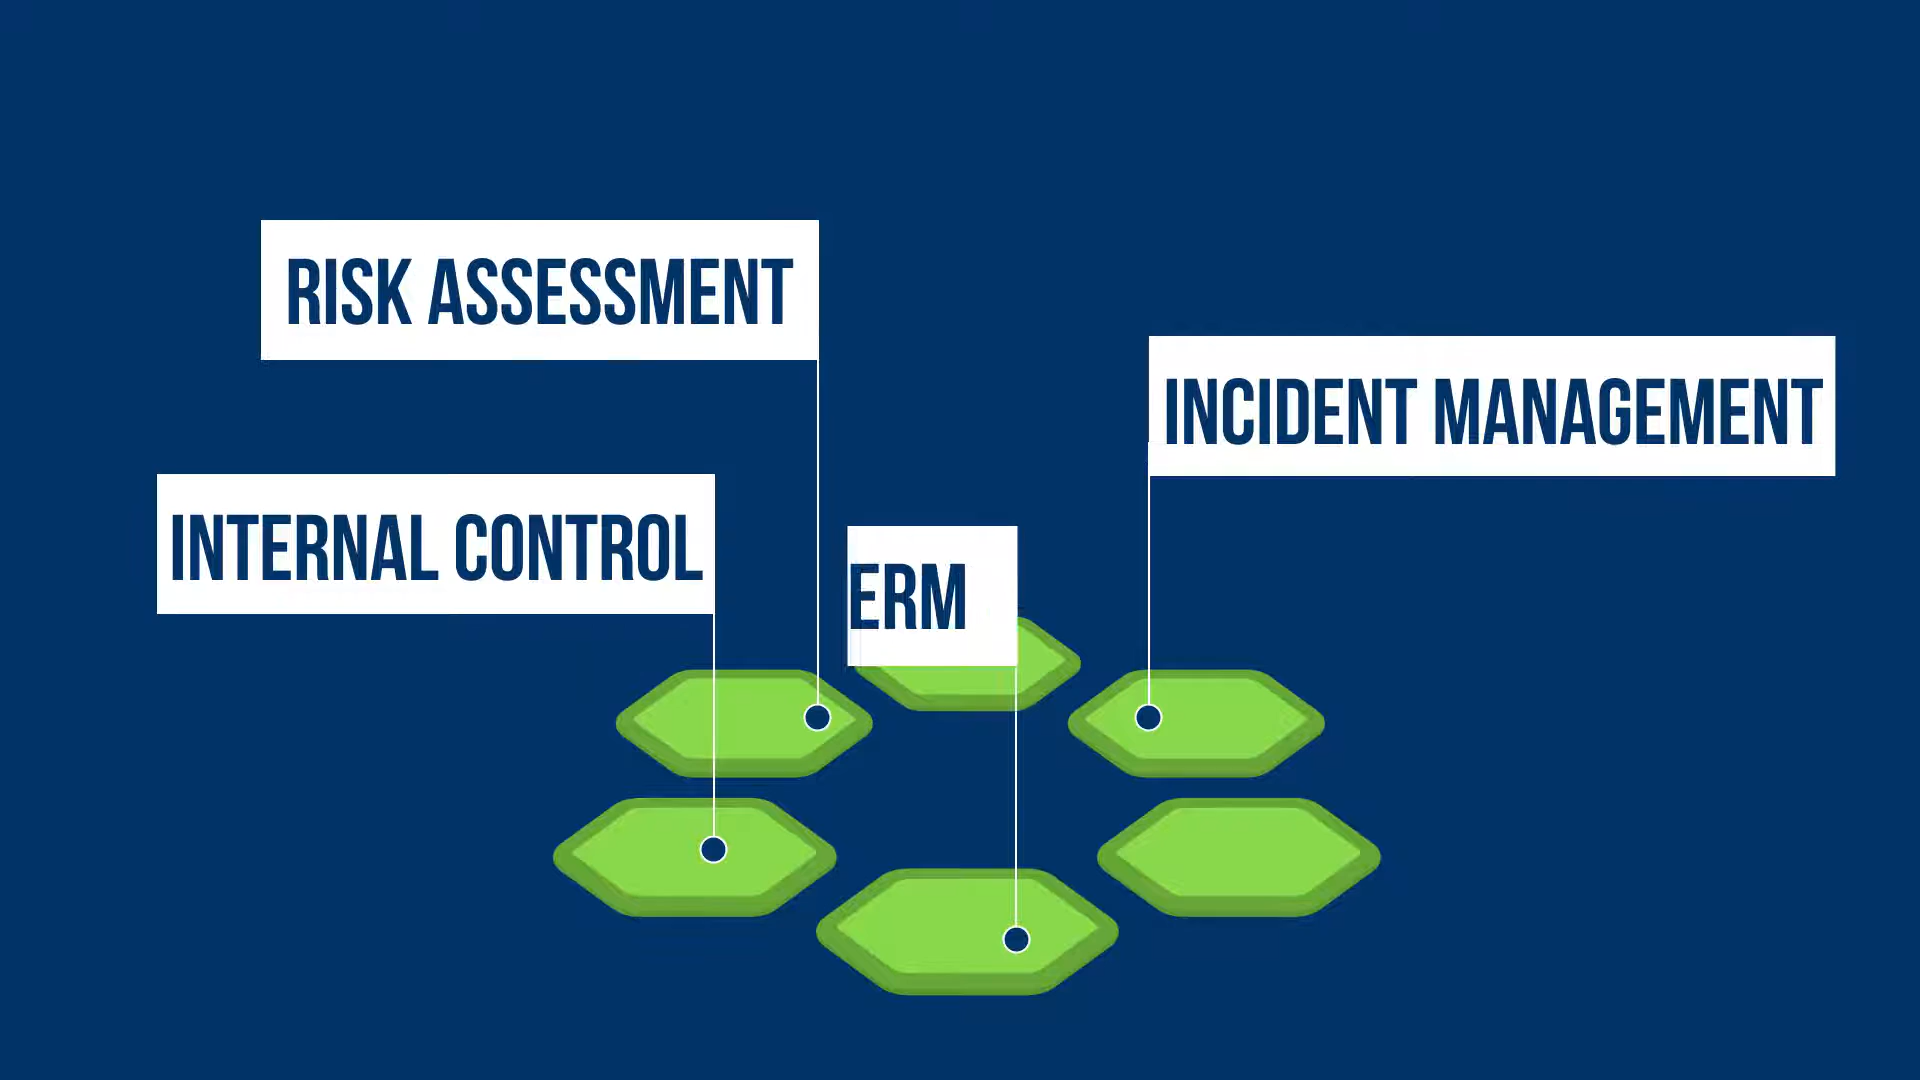 RISK ASSESSMENT
INCIDENT MANAGEMENT
INTERNAL CONTROL
ERM